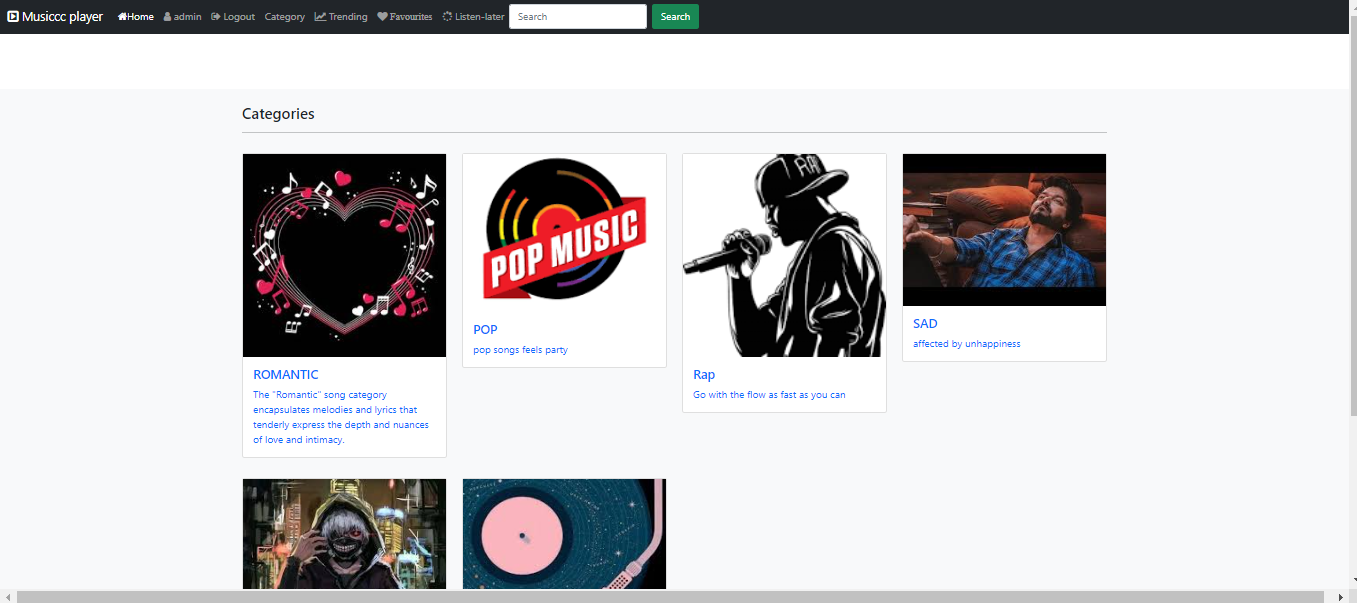 Musiccc player Home admin Logout Category Trending Favourites Listen-later Search Search
Categories
RAP
POP MUSIC
ROMANTIC
The "Romantic" song category
encapsulates melodies and lyrics that
tenderly express the depth and nuances
of love and intimacy.
POP
pop songs feels party
Rap
Go with the flow as fast as you can
SAD
affected by unhappiness